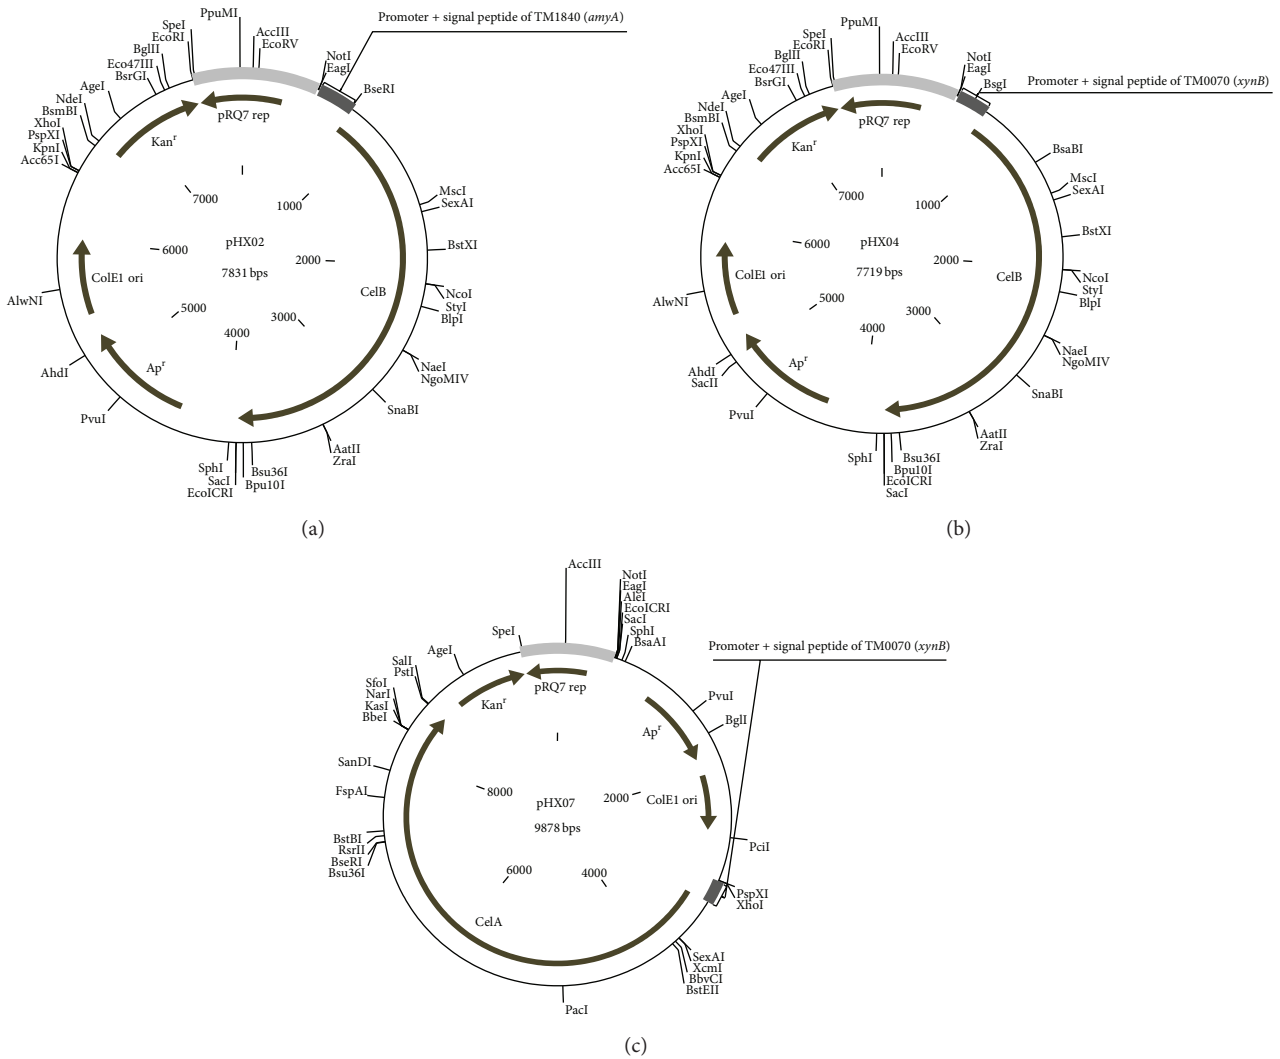 PpuMI
Promoter + signal peptide of TM1840 (amyA)
SpeI
EcoRI
AccIII
EcoRV
BglII
Eco47III
BsrGI
NotI
EagI
BseRI
AgeI
NdeI
BsmBI
XhoI
PspXI
KpnI
Acc65I
Kanʳ
pRQ7 rep
7000
1000
MscI
SexAI
6000
pHX02
7831 bps
2000
BstXI
ColE1 ori
CelB
AlwNI
5000
4000
3000
NcoI
StyI
BlpI
AhdI
Apʳ
NaeI
NgoMIV
PvuI
SnaBI
AatII
ZraI
SphI
SacI
EcoICRI
Bsu36I
Bpu10I
(a)
PpuMI
SpeI
EcoRI
AccIII
EcoRV
BglII
Eco47III
BsrGI
NotI
EagI
BsgI
Promoter + signal peptide of TM0070 (xynB)
AgeI
NdeI
BsmBI
XhoI
PspXI
KpnI
Acc65I
Kanʳ
pRQ7 rep
BsaBI
7000
1000
MscI
SexAI
6000
pHX04
7719 bps
2000
BstXI
ColE1 ori
CelB
AlwNI
5000
4000
3000
NcoI
StyI
BlpI
AhdI
SacII
Apʳ
NaeI
NgoMIV
PvuI
SnaBI
AatII
ZraI
SphI
Bsu36I
Bpu10I
EcoICRI
SacI
(b)
AccIII
NotI
EagI
AleI
EcoICRI
SacI
SphI
BsaAI
SpeI
AgeI
SalI
PstI
SfoI
NarI
KasI
BbeI
Promoter + signal peptide of TM0070 (xynB)
Kanʳ
pRQ7 rep
PvuI
BglI
Apʳ
SanDI
FspAI
8000
pHX07
9878 bps
2000
ColE1 ori
BstBI
RsrII
BseRI
Bsu36I
PciI
6000
4000
PspXI
XhoI
CelA
SexAI
XcmI
BbvCI
BstEII
PacI
(c)